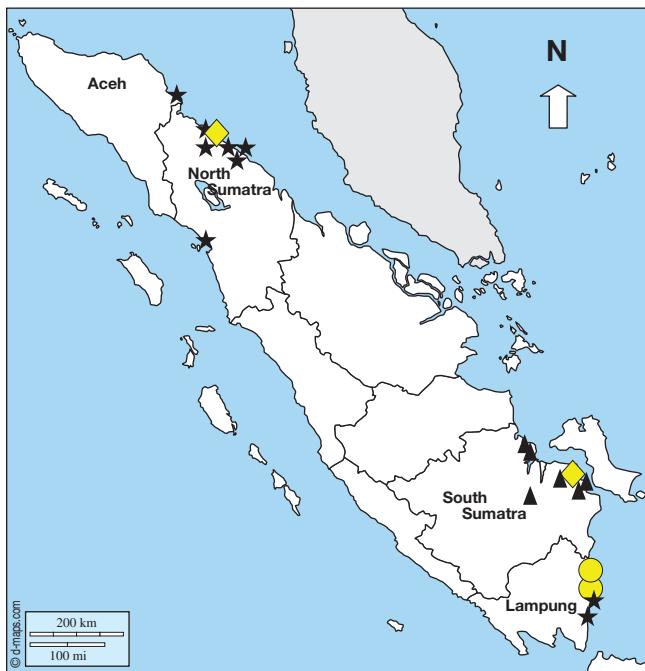 N
Aceh
North
Sumatra
South
Sumatra
Lampung
200 km
100 mi
© d-maps.com